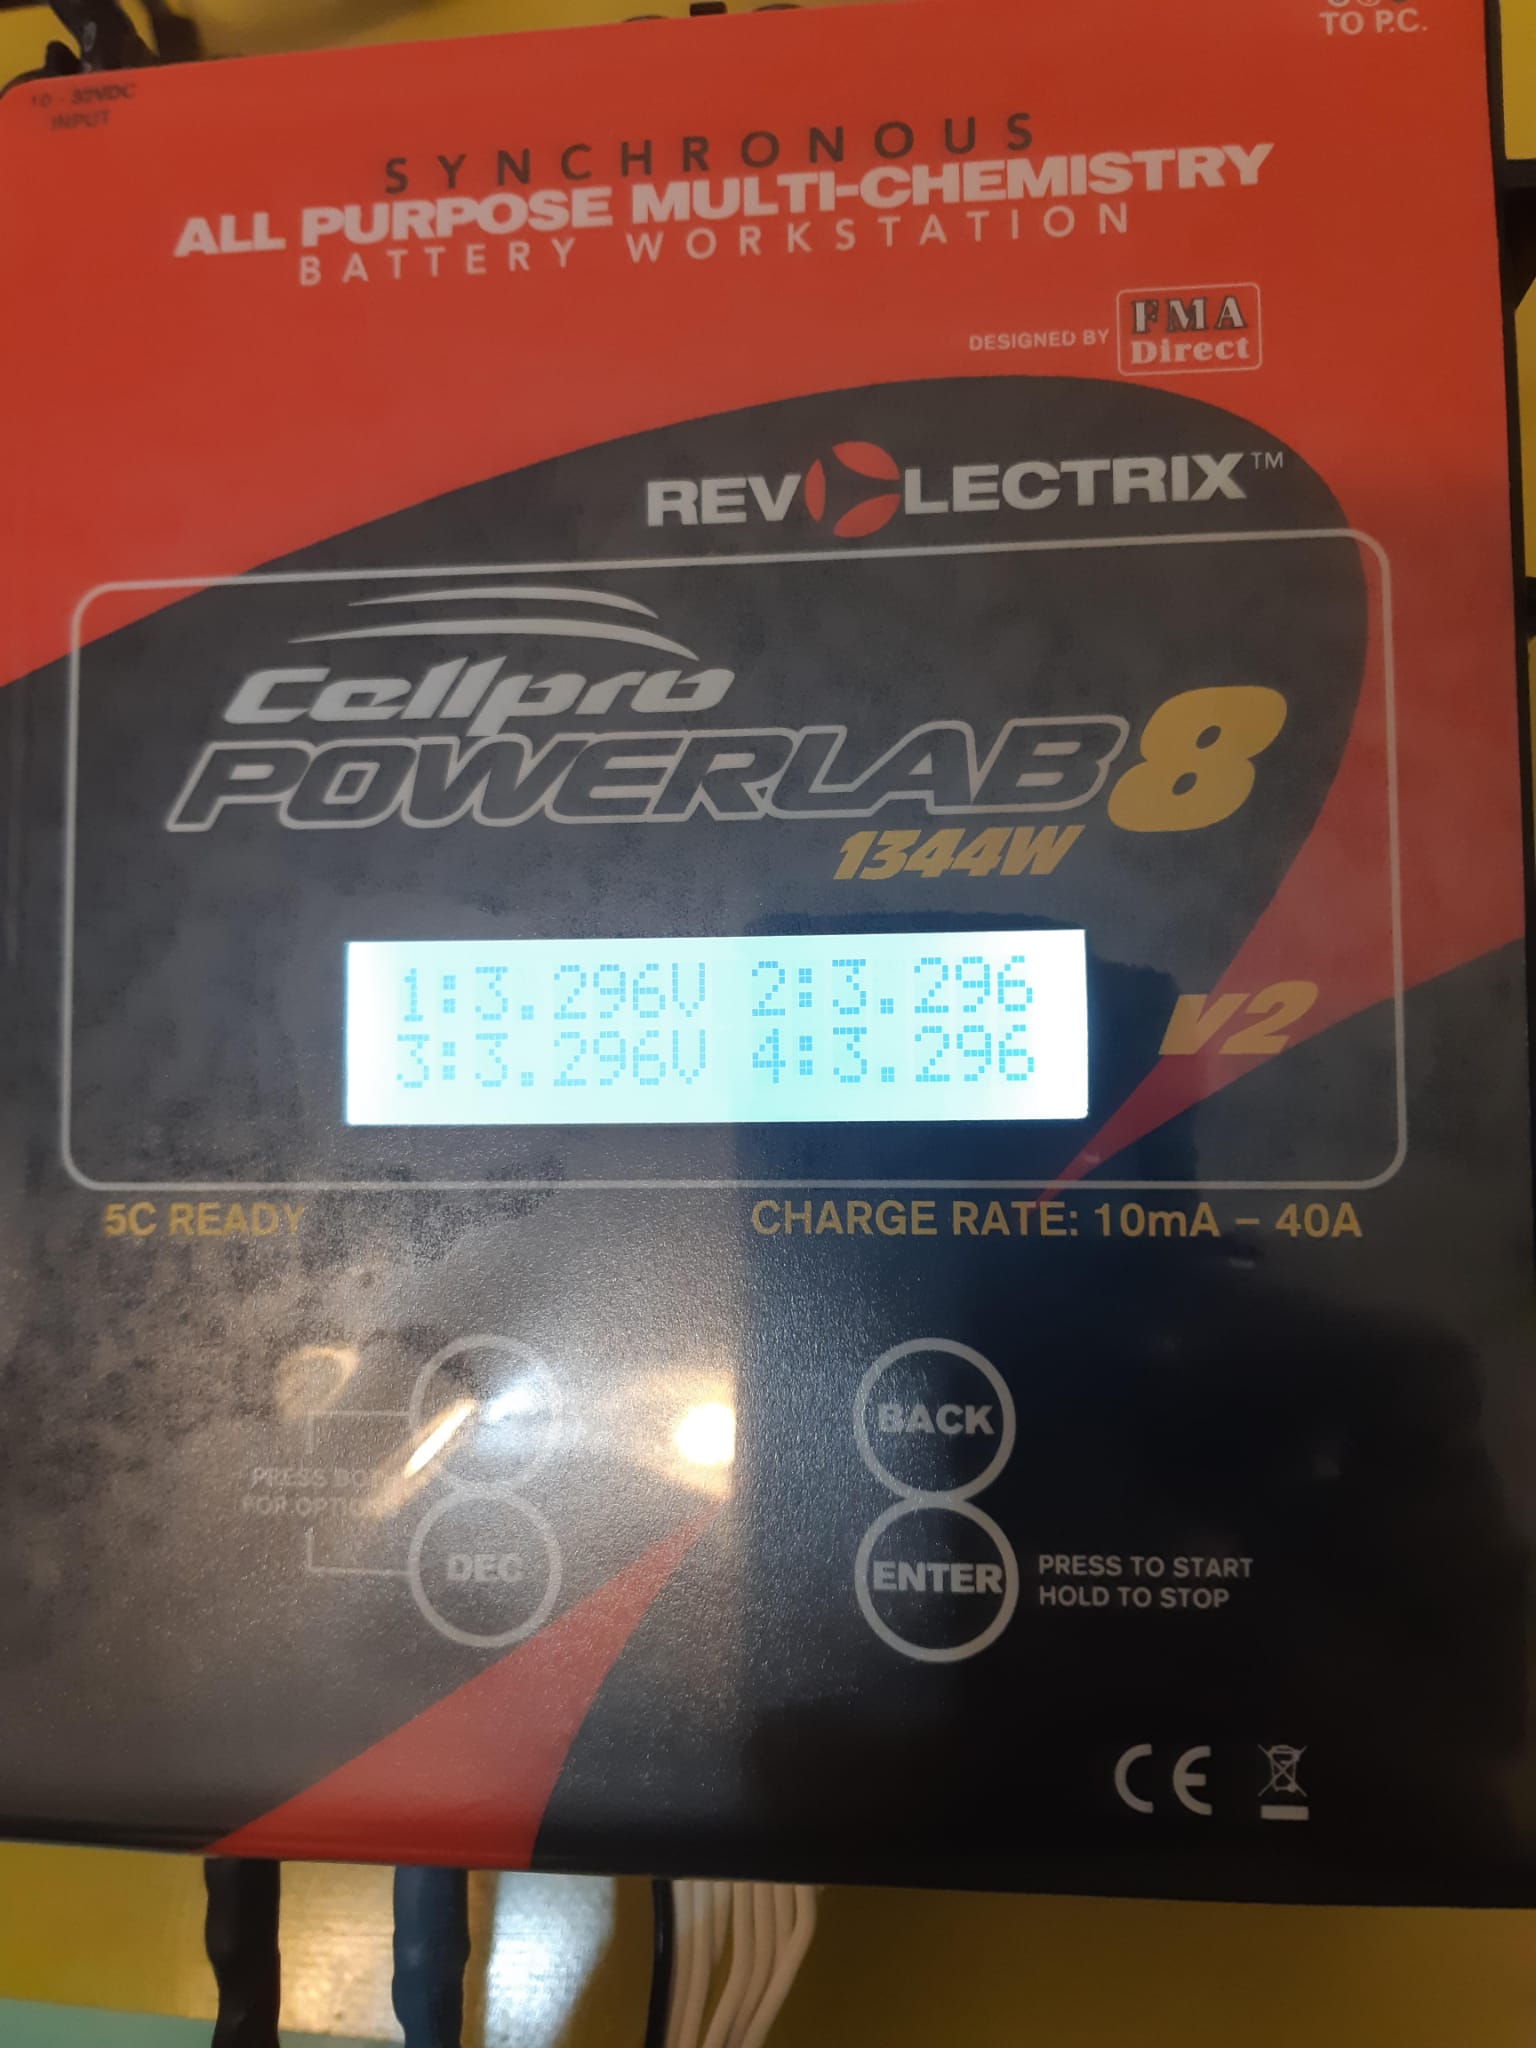 TO P.C.
10 - 32VDC
INPUT
SYNCHRONOUS
ALL PURPOSE MULTI-CHEMISTRY
BATTERY WORKSTATION
DESIGNED BY
FMA
Direct
REVOLECTRIX™
Cellpro
POWERLAB 8
1344W
1:3.296V 2:3.296
3:3.296V 4:3.296
v2
5C READY
CHARGE RATE: 10mA – 40A
BACK
PRESS
FOR
DEC
ENTER
PRESS TO START
HOLD TO STOP
CE